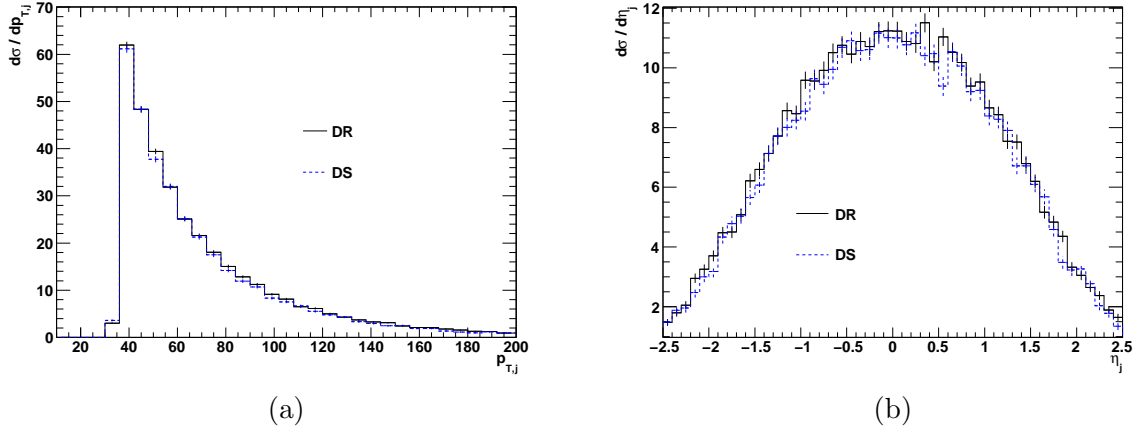 dσ / dp_T,j
70
60
50
40
30
20
10
0
DR
DS
20 40 60 80 100 120 140 160 180 200
p_T,j
(a)
dσ / dη_j
12
10
8
6
4
2
DR
DS
−2.5 −2 −1.5 −1 −0.5 0 0.5 1 1.5 2 2.5
η_j
(b)